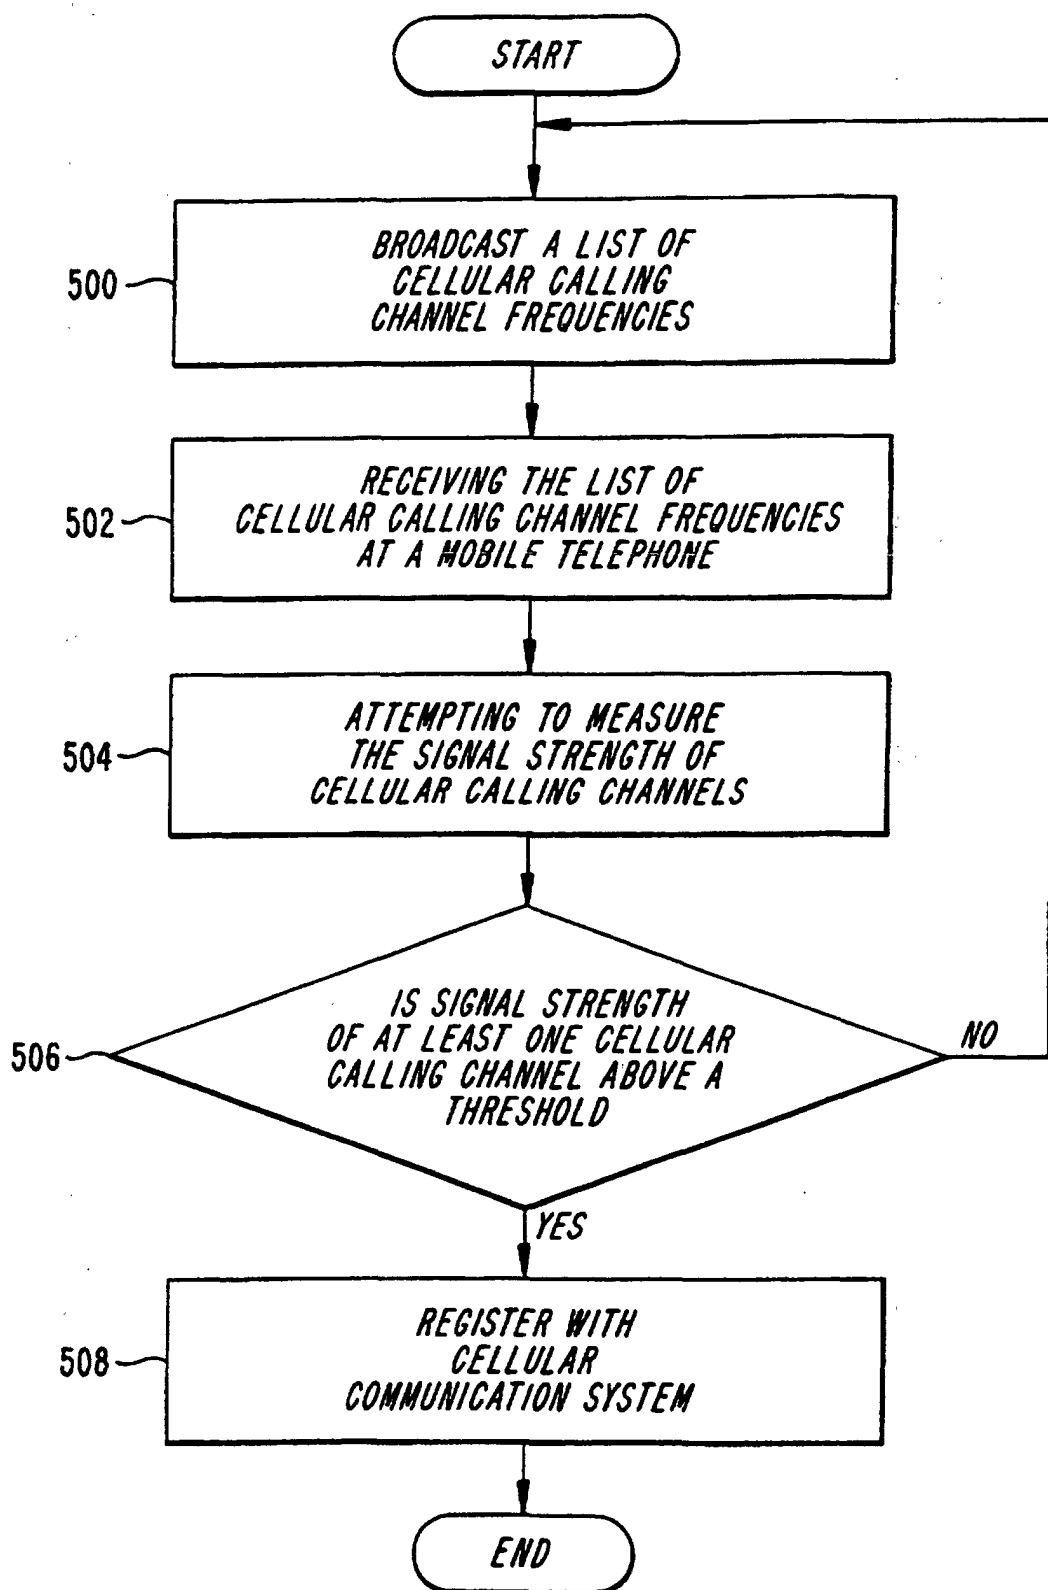 START
BROADCAST A LIST OF
CELLULAR CALLING
CHANNEL FREQUENCIES
500
RECEIVING THE LIST OF
CELLULAR CALLING CHANNEL FREQUENCIES
AT A MOBILE TELEPHONE
502
ATTEMPTING TO MEASURE
THE SIGNAL STRENGTH OF
CELLULAR CALLING CHANNELS
504
IS SIGNAL STRENGTH
OF AT LEAST ONE CELLULAR
CALLING CHANNEL ABOVE A
THRESHOLD
506
NO
YES
REGISTER WITH
CELLULAR
COMMUNICATION SYSTEM
508
END